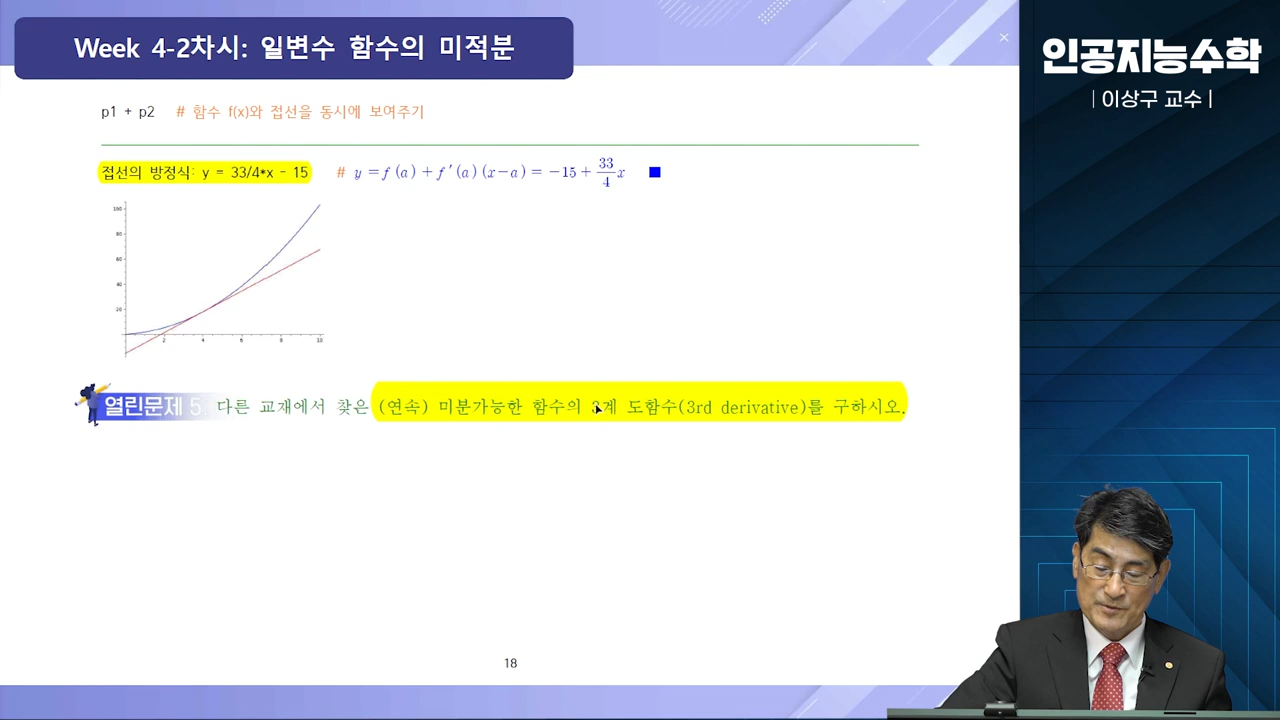 Week 4-2차시: 일변수 함수의 미적분
인공지능수학
| 이상구 교수 |
p1 + p2 # 함수 f(x)와 접선을 동시에 보여주기
접선의 방정식: y = 33/4*x - 15 # y = f(a) + f′(a)(x-a) = -15 + 33/4 x ■
100
80
60
40
20
2 4 6 8 10
열린문제 5. 다른 교재에서 찾은 (연속) 미분가능한 함수의 3계 도함수(3rd derivative)를 구하시오.
18